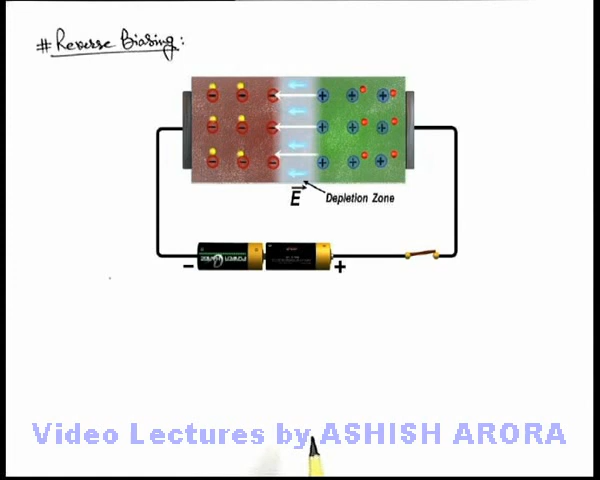 # Reverse Biasing:
E
Depletion Zone
− +
Video Lectures by ASHISH ARORA